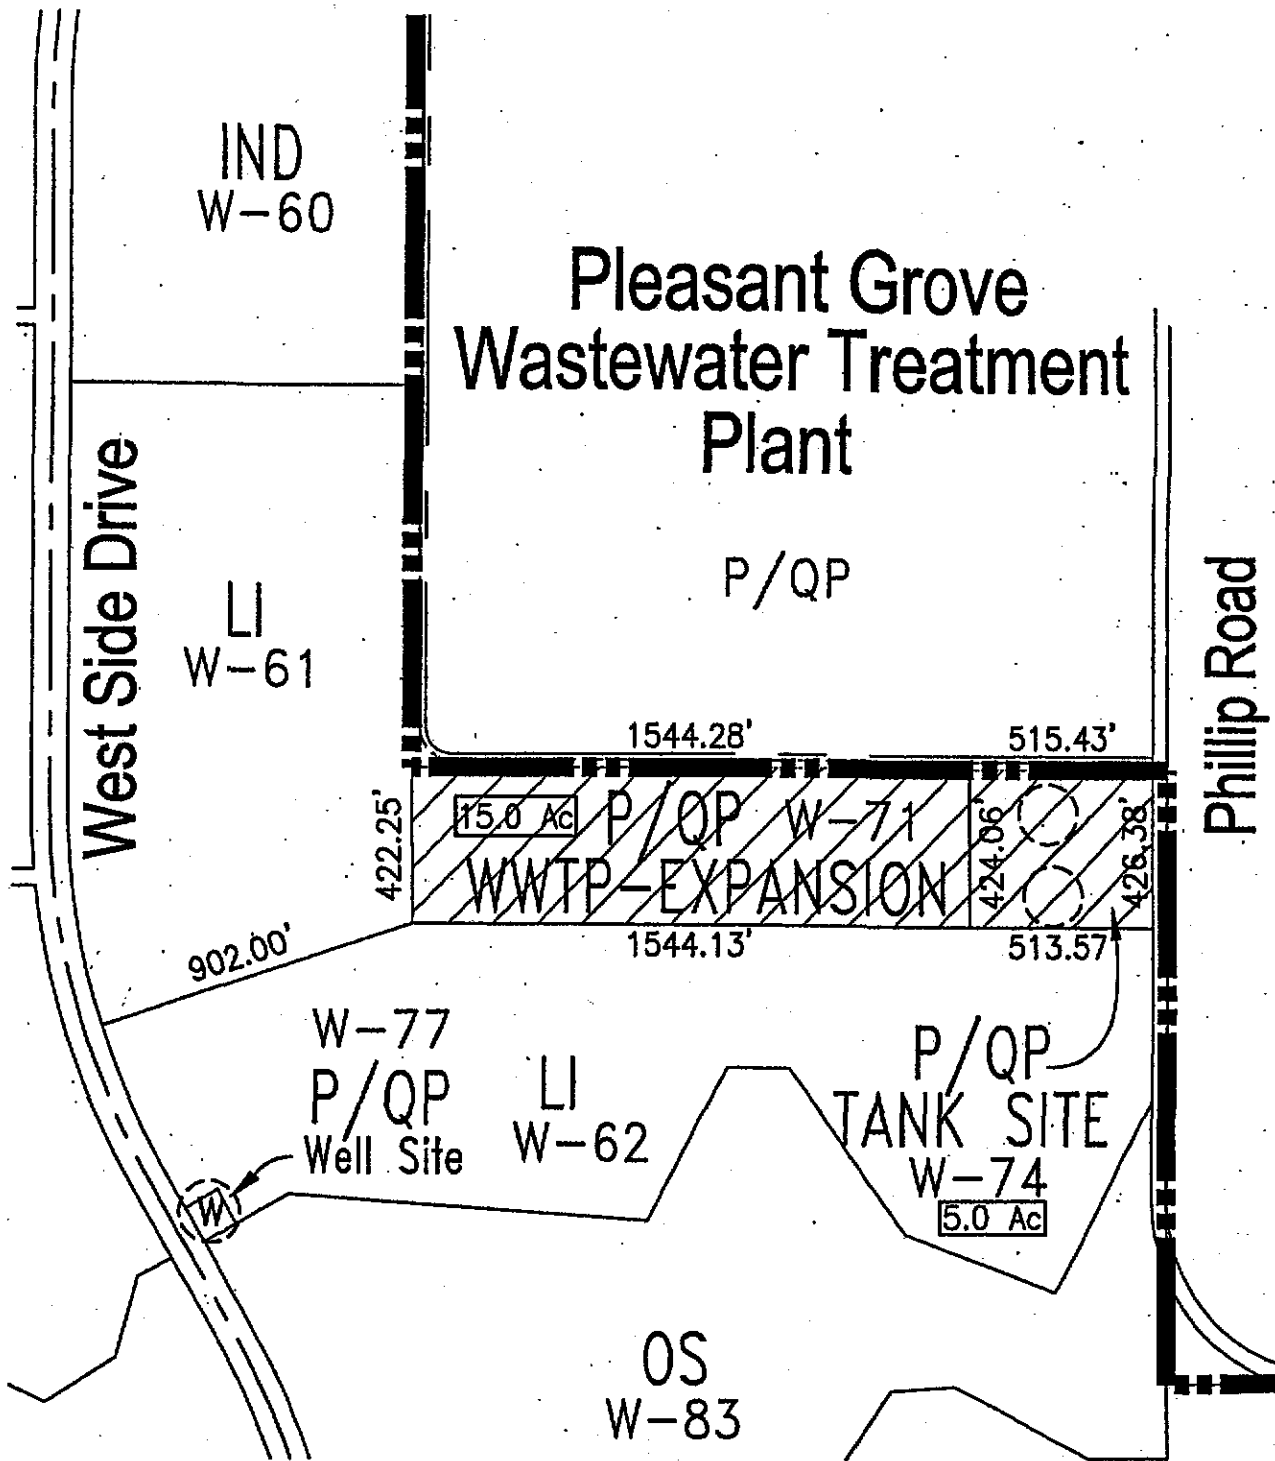 IND
W-60
Pleasant Grove
Wastewater Treatment
Plant
P/QP
West Side Drive
LI
W-61
Phillip Road
1544.28'
515.43'
422.25'
15.0 Ac
P/QP W-71
WWTP-EXPANSION
424.06'
426.38'
1544.13'
513.57
902.00'
W-77
P/QP
Well Site
W
LI
W-62
P/QP
TANK SITE
W-74
5.0 Ac
OS
W-83